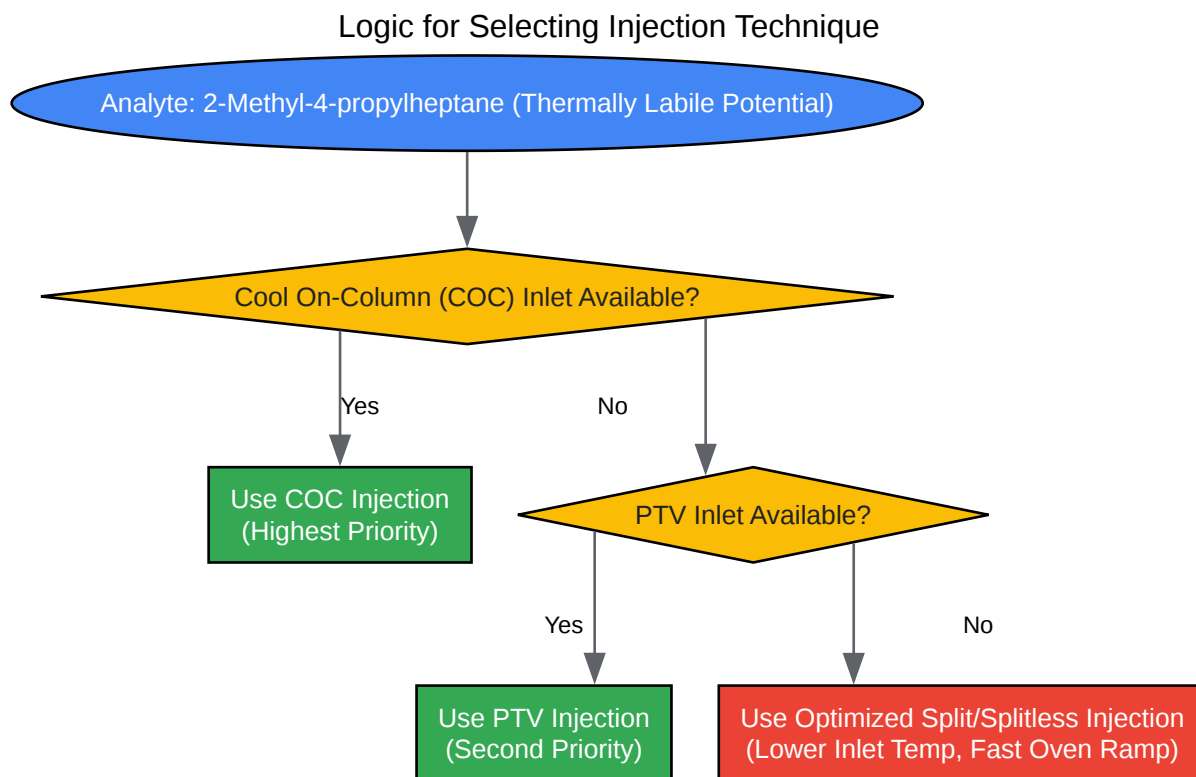 Logic for Selecting Injection Technique
Analyte: 2-Methyl-4-propylheptane (Thermally Labile Potential)
Cool On-Column (COC) Inlet Available?
Yes
No
Use COC Injection
(Highest Priority)
PTV Inlet Available?
Yes
No
Use PTV Injection
(Second Priority)
Use Optimized Split/Splitless Injection
(Lower Inlet Temp, Fast Oven Ramp)